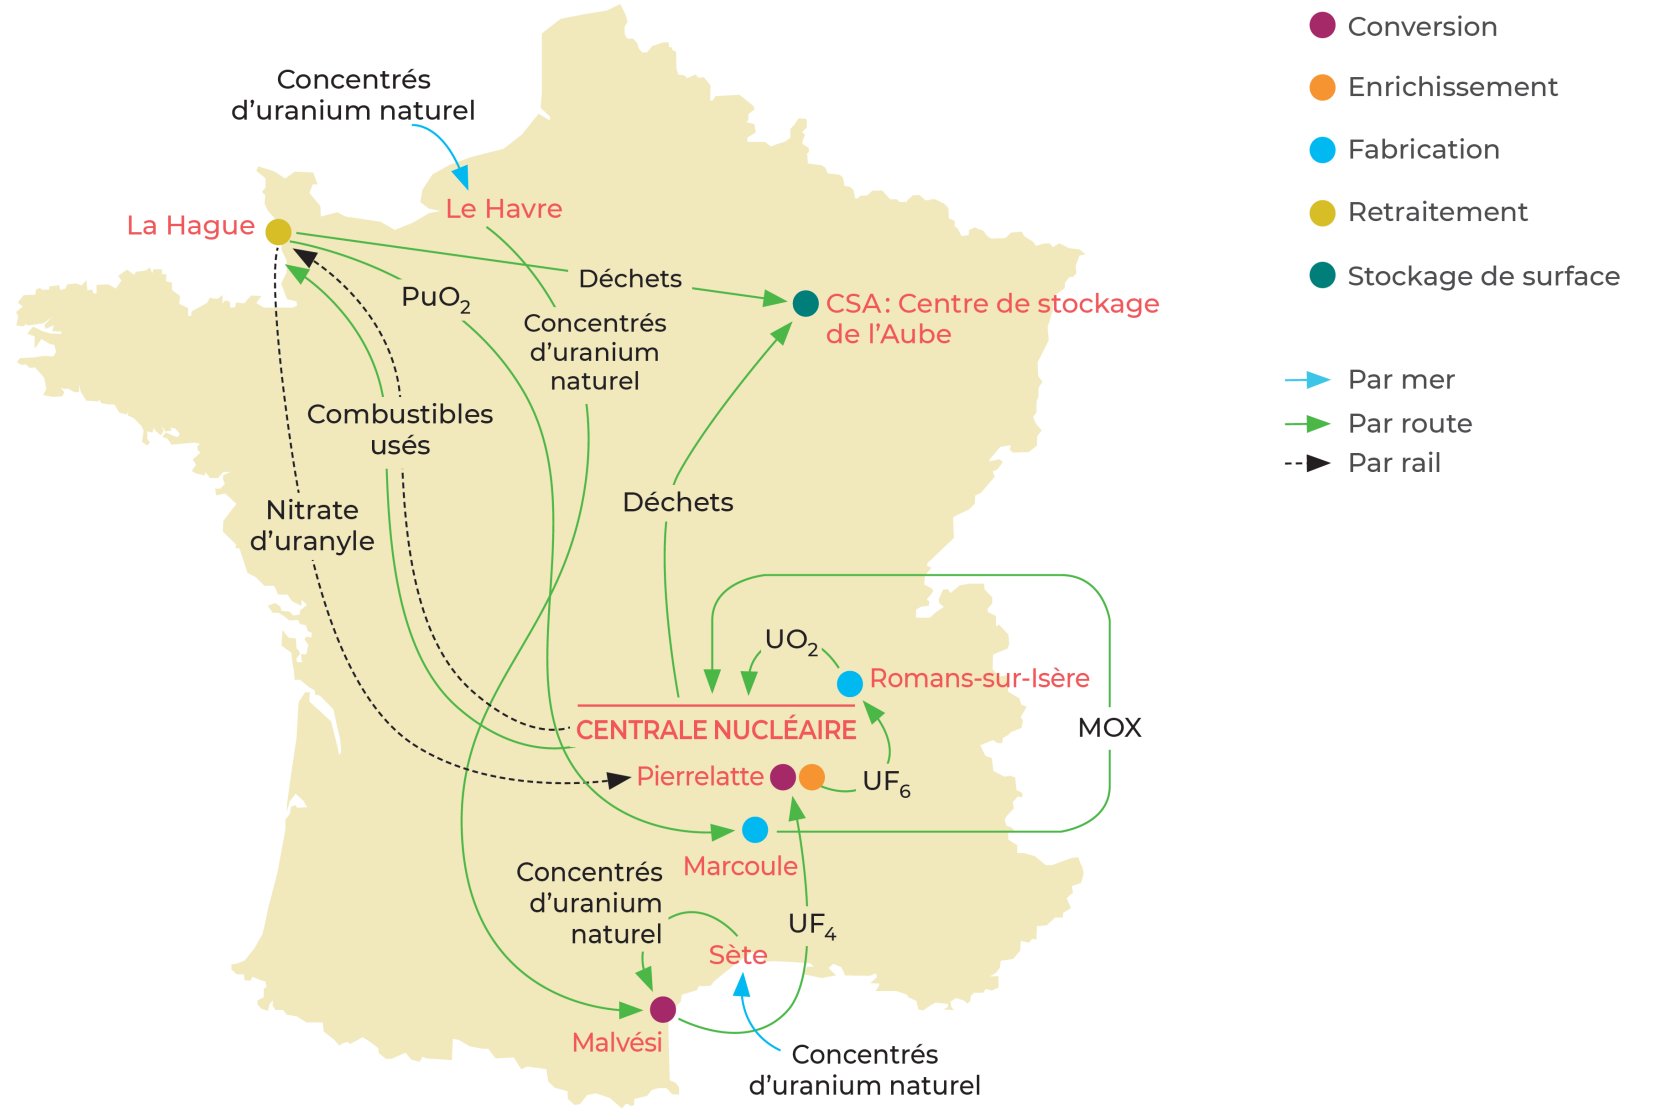 Concentrés
d'uranium naturel
Le Havre
La Hague
Déchets
PuO₂
CSA : Centre de stockage
de l'Aube
Concentrés
d'uranium
naturel
Combustibles
usés
Déchets
Nitrate
d'uranyle
UO₂
Romans-sur-Isère
CENTRALE NUCLÉAIRE
MOX
Pierrelatte
UF₆
Marcoule
Concentrés
d'uranium
naturel
UF₄
Sète
Malvési
Concentrés
d'uranium naturel
Conversion
Enrichissement
Fabrication
Retraitement
Stockage de surface
Par mer
Par route
Par rail